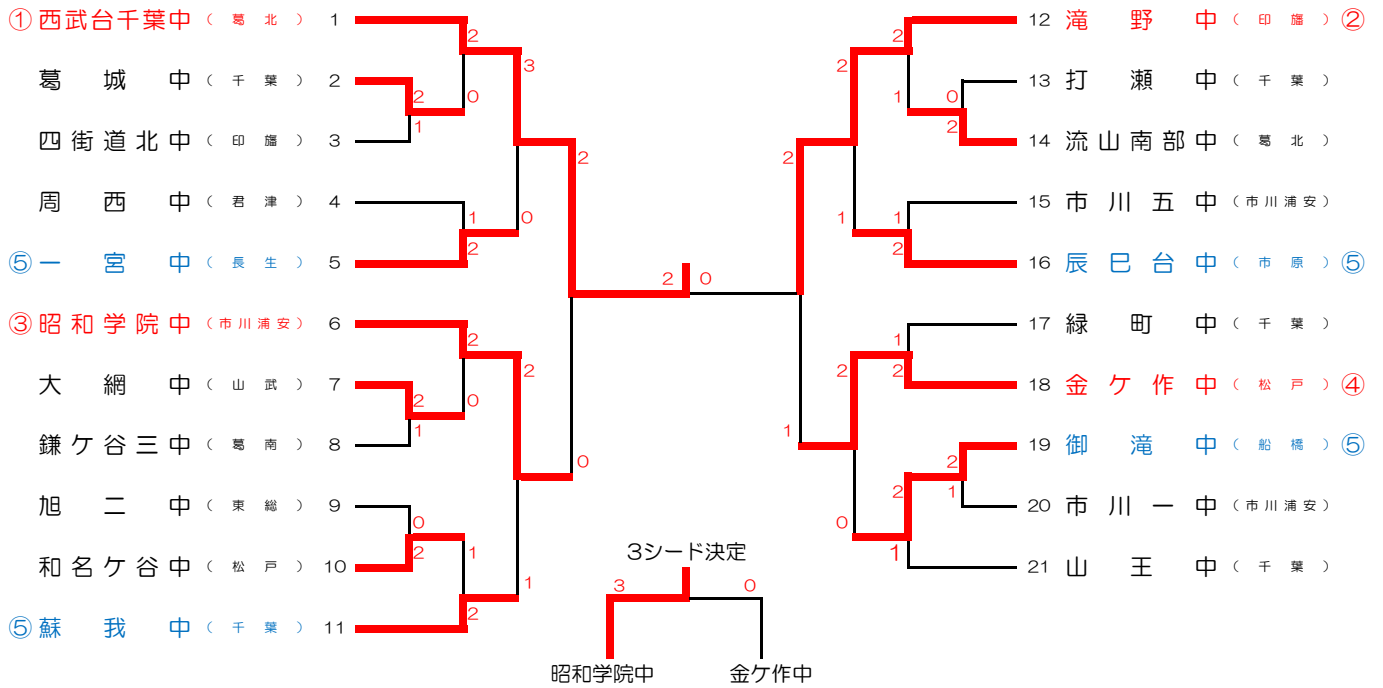 ① 西武台千葉中 （ 葛北 ） 1
葛城中 （ 千葉 ） 2
四街道北中 （ 印旛 ） 3
周西中 （ 君津 ） 4
⑤ 一宮中 （ 長生 ） 5
③ 昭和学院中 （市川浦安） 6
大網中 （ 山武 ） 7
鎌ケ谷三中 （ 葛南 ） 8
旭二中 （ 東総 ） 9
和名ケ谷中 （ 松戸 ） 10
⑤ 蘇我中 （ 千葉 ） 11
2
3
2
0
1
2
1
0
2
2
2
2
0
1
0
0
1
2
1
2
2 0
12 滝野中 （ 印旛 ） ②
13 打瀬中 （ 千葉 ）
14 流山南部中 （ 葛北 ）
15 市川五中 （市川浦安）
16 辰巳台中 （ 市原 ） ⑤
17 緑町中 （ 千葉 ）
18 金ケ作中 （ 松戸 ） ④
19 御滝中 （ 船橋 ） ⑤
20 市川一中 （市川浦安）
21 山王中 （ 千葉 ）
2
2
1 0
2
2
1 1
2
1
2 2
1
2
2 1
0
1
3シード決定
3 0
昭和学院中 金ケ作中